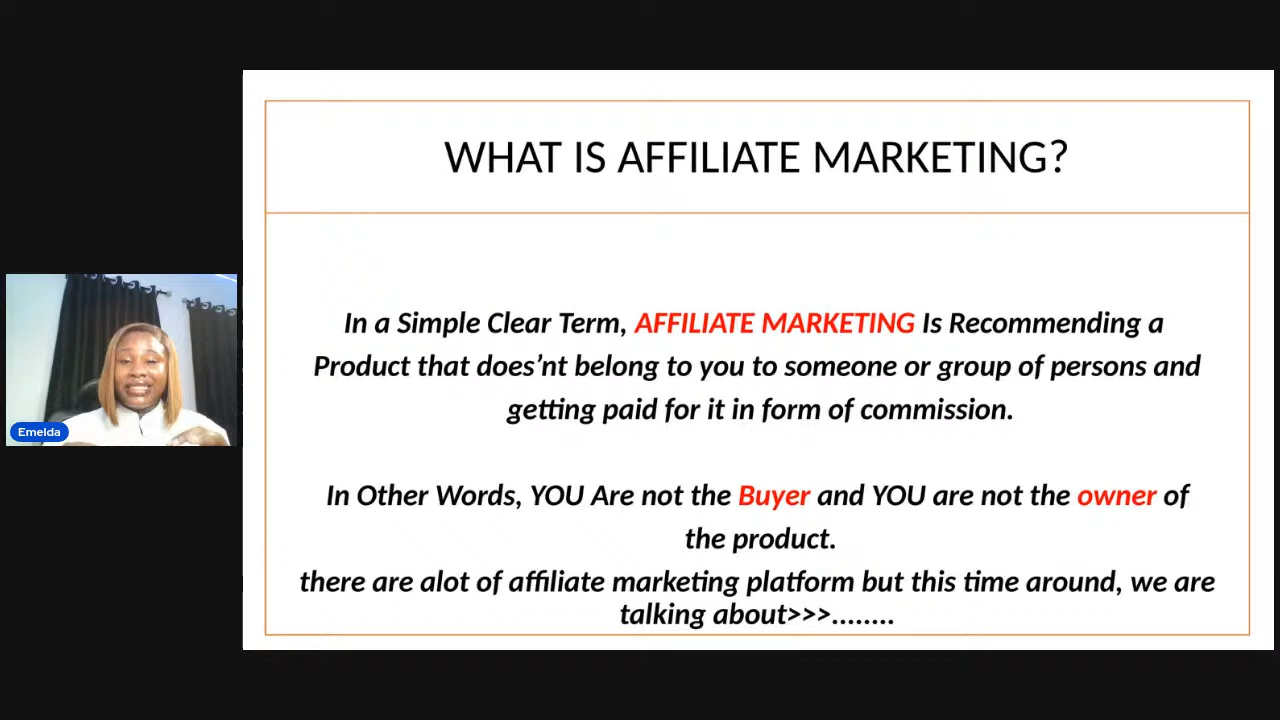 WHAT IS AFFILIATE MARKETING?
In a Simple Clear Term, AFFILIATE MARKETING Is Recommending a
Product that does’nt belong to you to someone or group of persons and
getting paid for it in form of commission.
In Other Words, YOU Are not the Buyer and YOU are not the owner of
the product.
there are alot of affiliate marketing platform but this time around, we are
talking about>>>........
Emelda